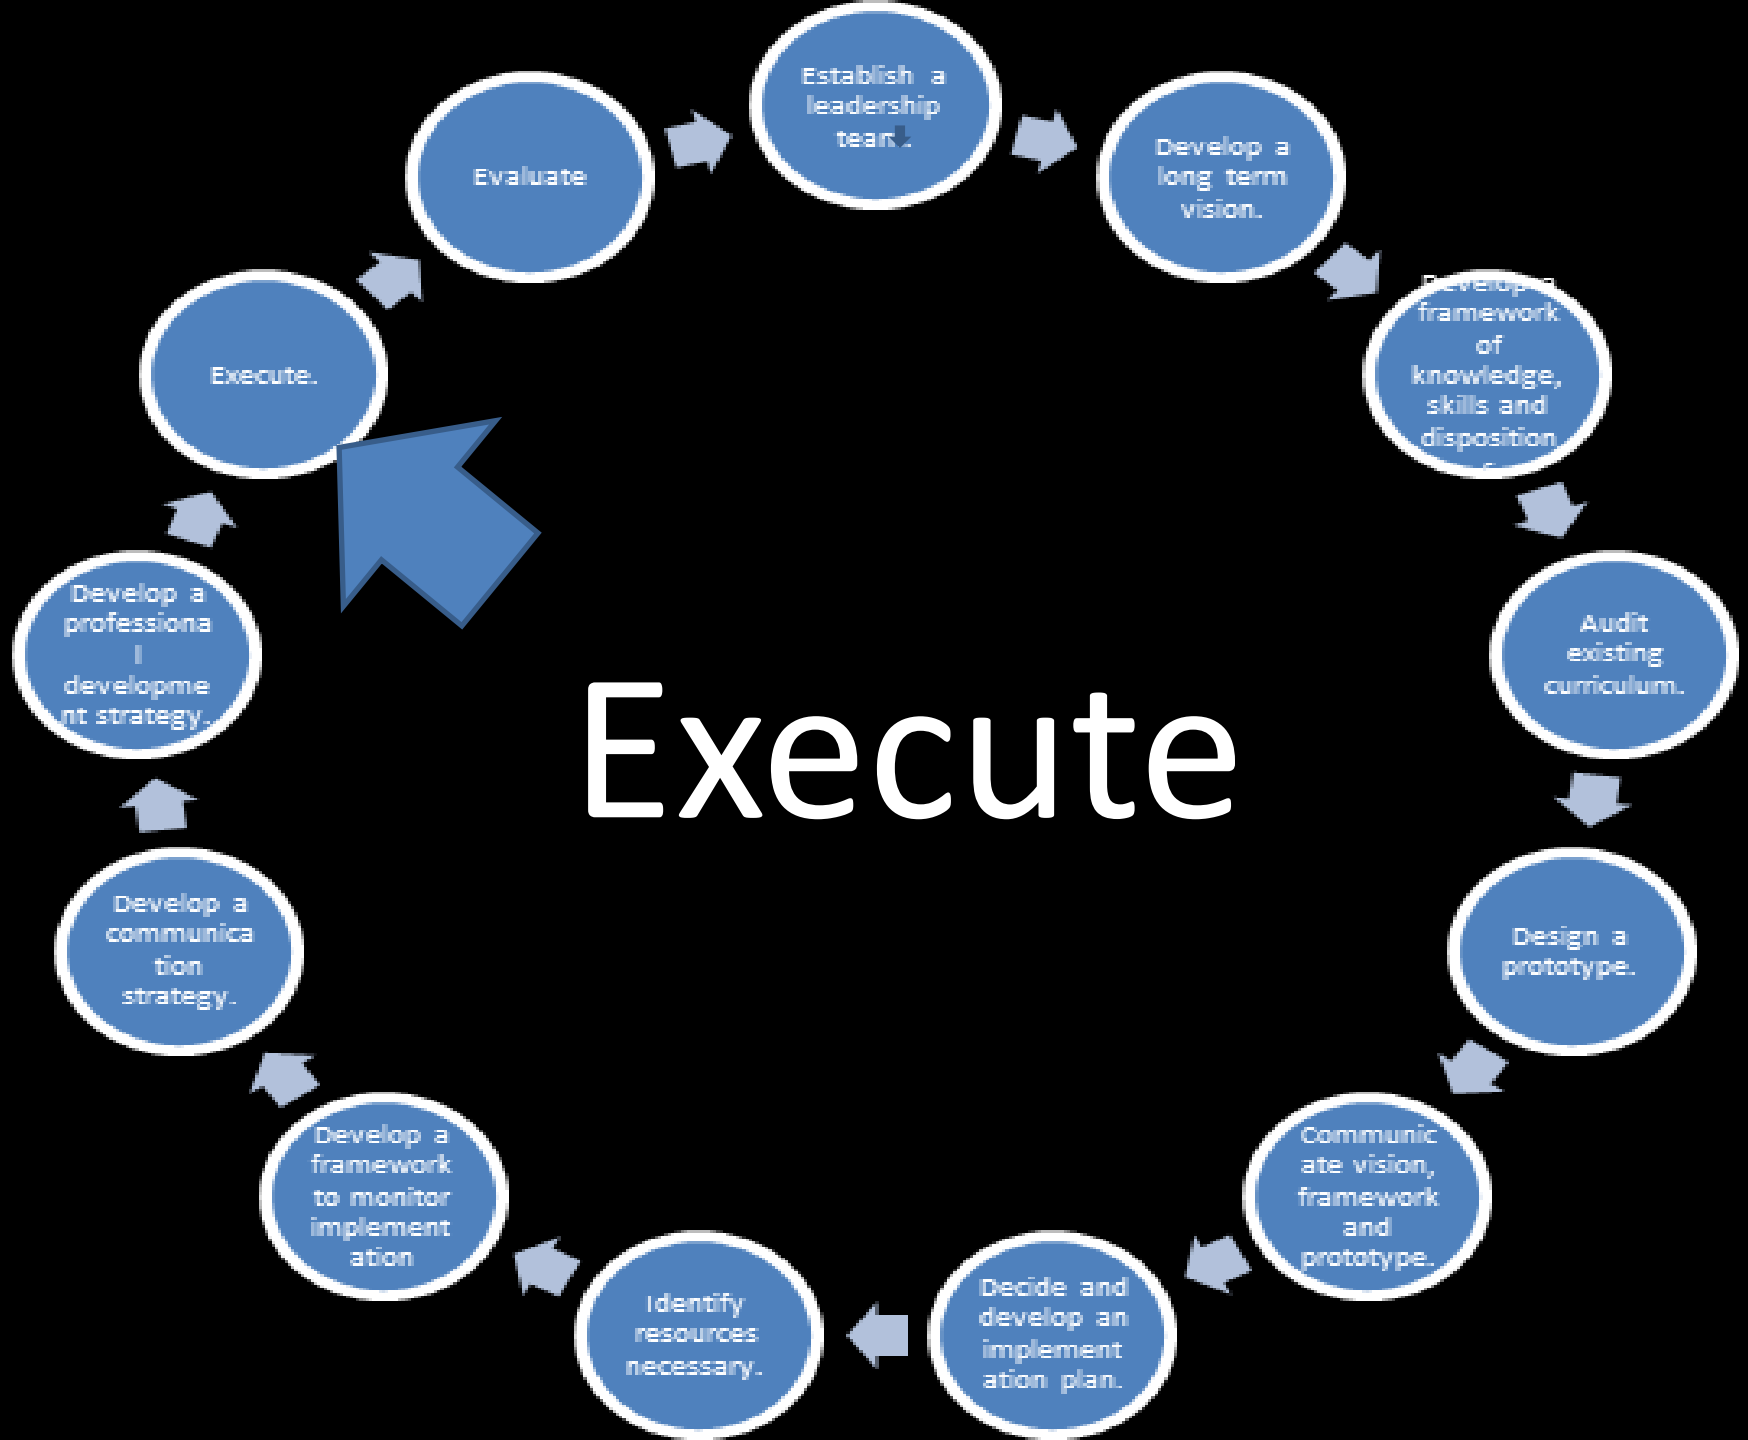 Establish a
leadership
team.
Develop a
long term
vision.
Develop a
framework
of
knowledge,
skills and
disposition
s
Audit
existing
curriculum.
Design a
prototype.
Communic
ate vision,
framework
and
prototype.
Decide and
develop an
implement
ation plan.
Identify
resources
necessary.
Develop a
framework
to monitor
implement
ation
Develop a
communica
tion
strategy.
Develop a
professiona
l
developme
nt strategy.
Execute.
Evaluate
Execute